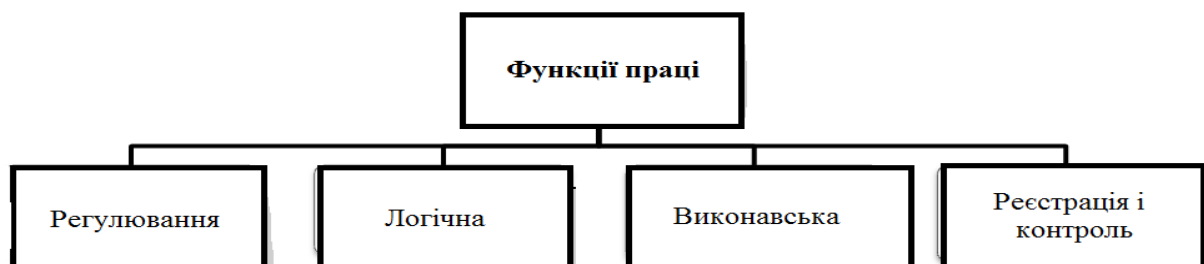 Функції праці
Регулювання
Логічна
Виконавська
Реєстрація і
контроль